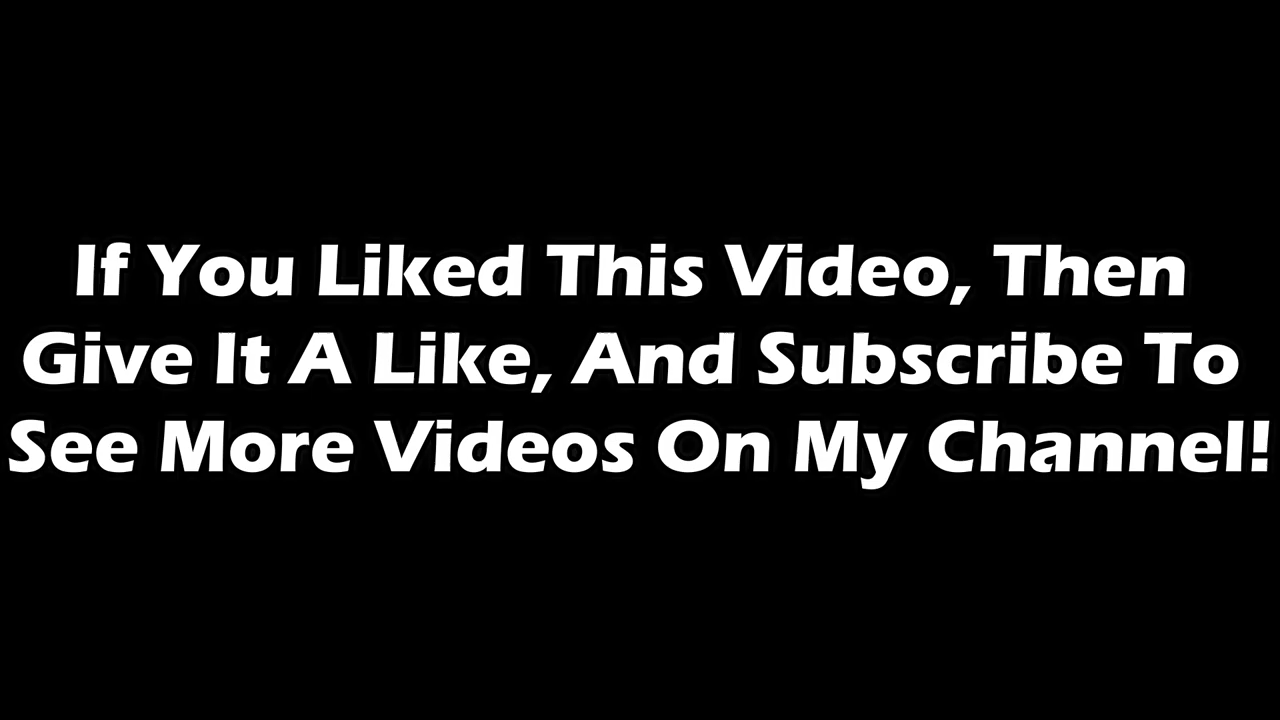 If You Liked This Video, Then
Give It A Like, And Subscribe To
See More Videos On My Channel!